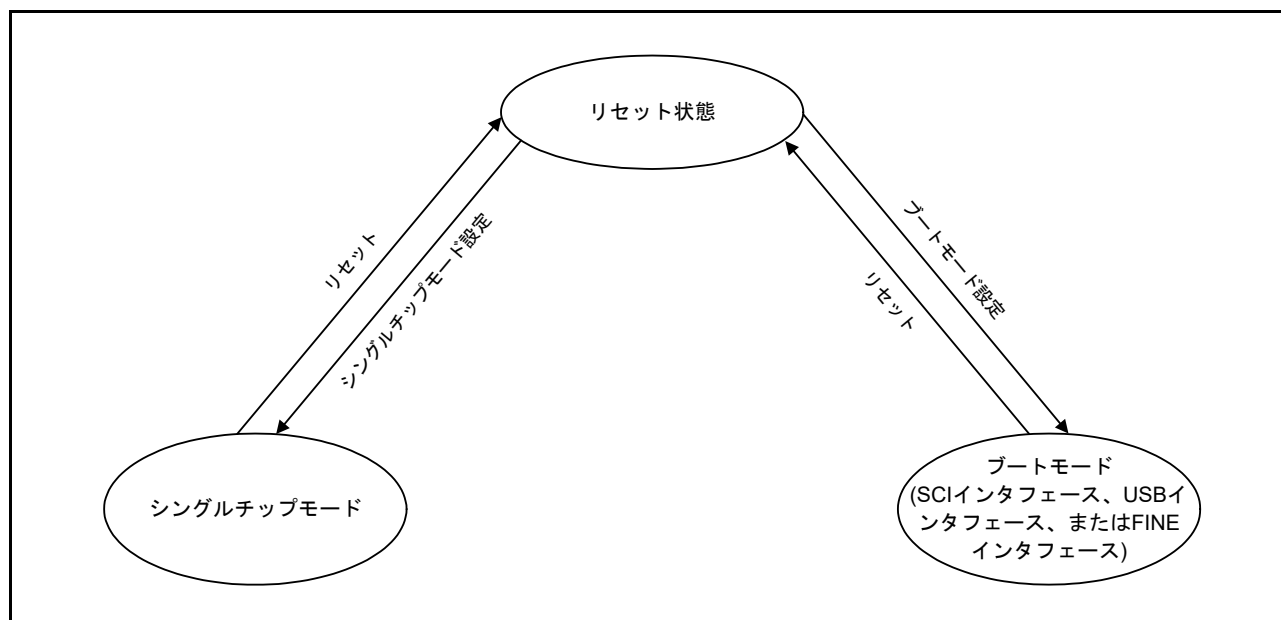 リセット状態
リセット
シングルチップモード設定
ブートモード設定
リセット
シングルチップモード
ブートモード
(SCIインタフェース、USBイ
ンタフェース、またはFINE
インタフェース)